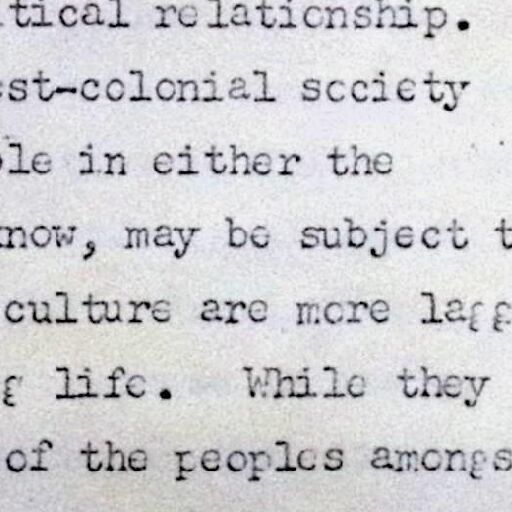 tical relationship.
st-colonial society
le in either the
now, may be subject t
culture are more lagg
g life. While they
of the peoples amongs